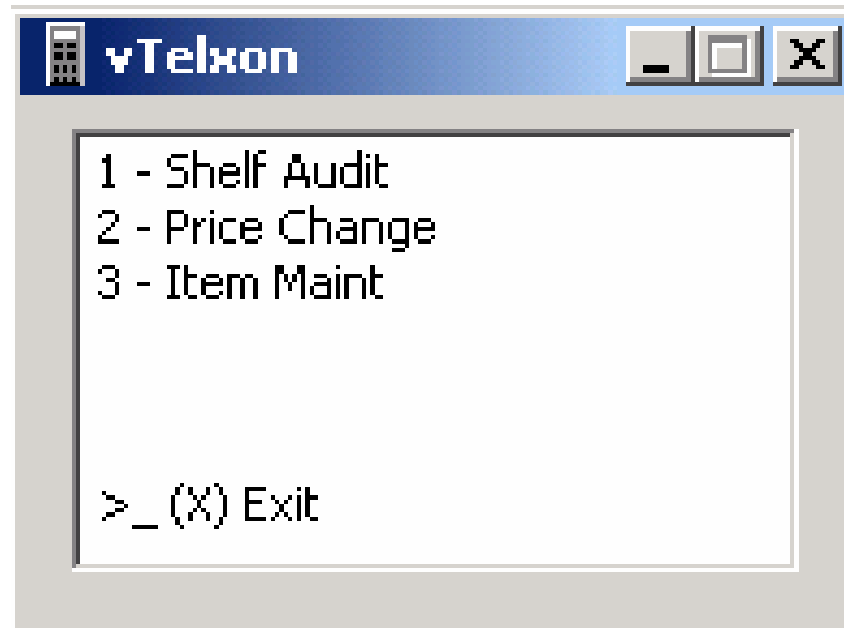 vTelxon
1 - Shelf Audit
2 - Price Change
3 - Item Maint
>_ (X) Exit